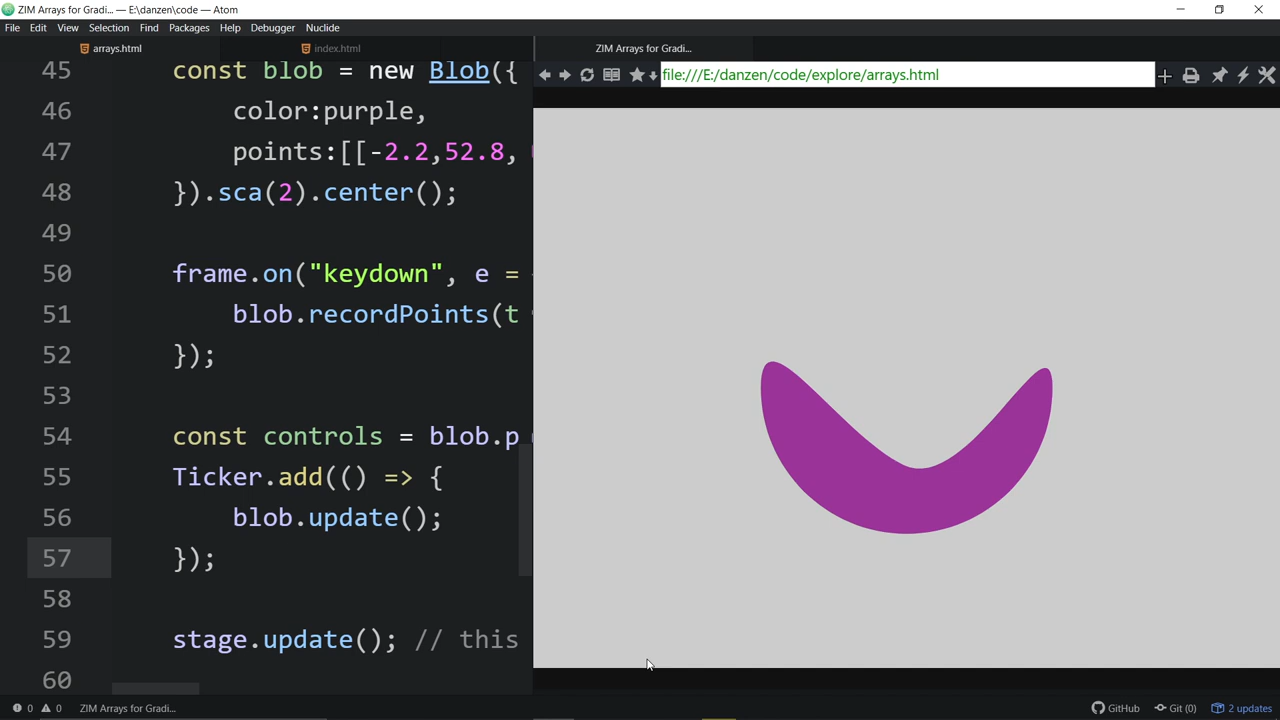 ZIM Arrays for Gradi... — E:\danzen\code — Atom
File Edit View Selection Find Packages Help Debugger Nuclide
arrays.html index.html ZIM Arrays for Gradi...
file:///E:/danzen/code/explore/arrays.html
45 const blob = new Blob({
46 color:purple,
47 points:[[-2.2,52.8,
48 }).sca(2).center();
49
50 frame.on("keydown", e =
51 blob.recordPoints(t
52 });
53
54 const controls = blob.p
55 Ticker.add(() => {
56 blob.update();
57 });
58
59 stage.update(); // this
60
0 0 ZIM Arrays for Gradi... GitHub Git (0) 2 updates